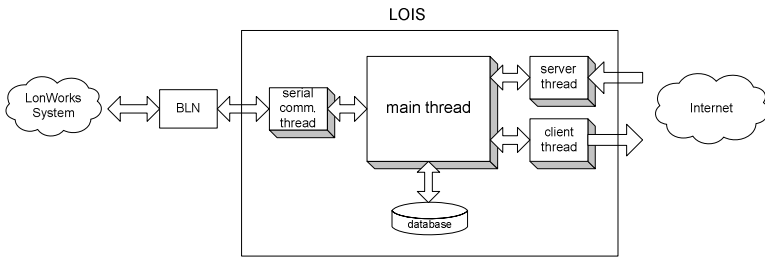 LOIS
LonWorks
System
BLN
serial
comm.
thread
main thread
server
thread
client
thread
Internet
database